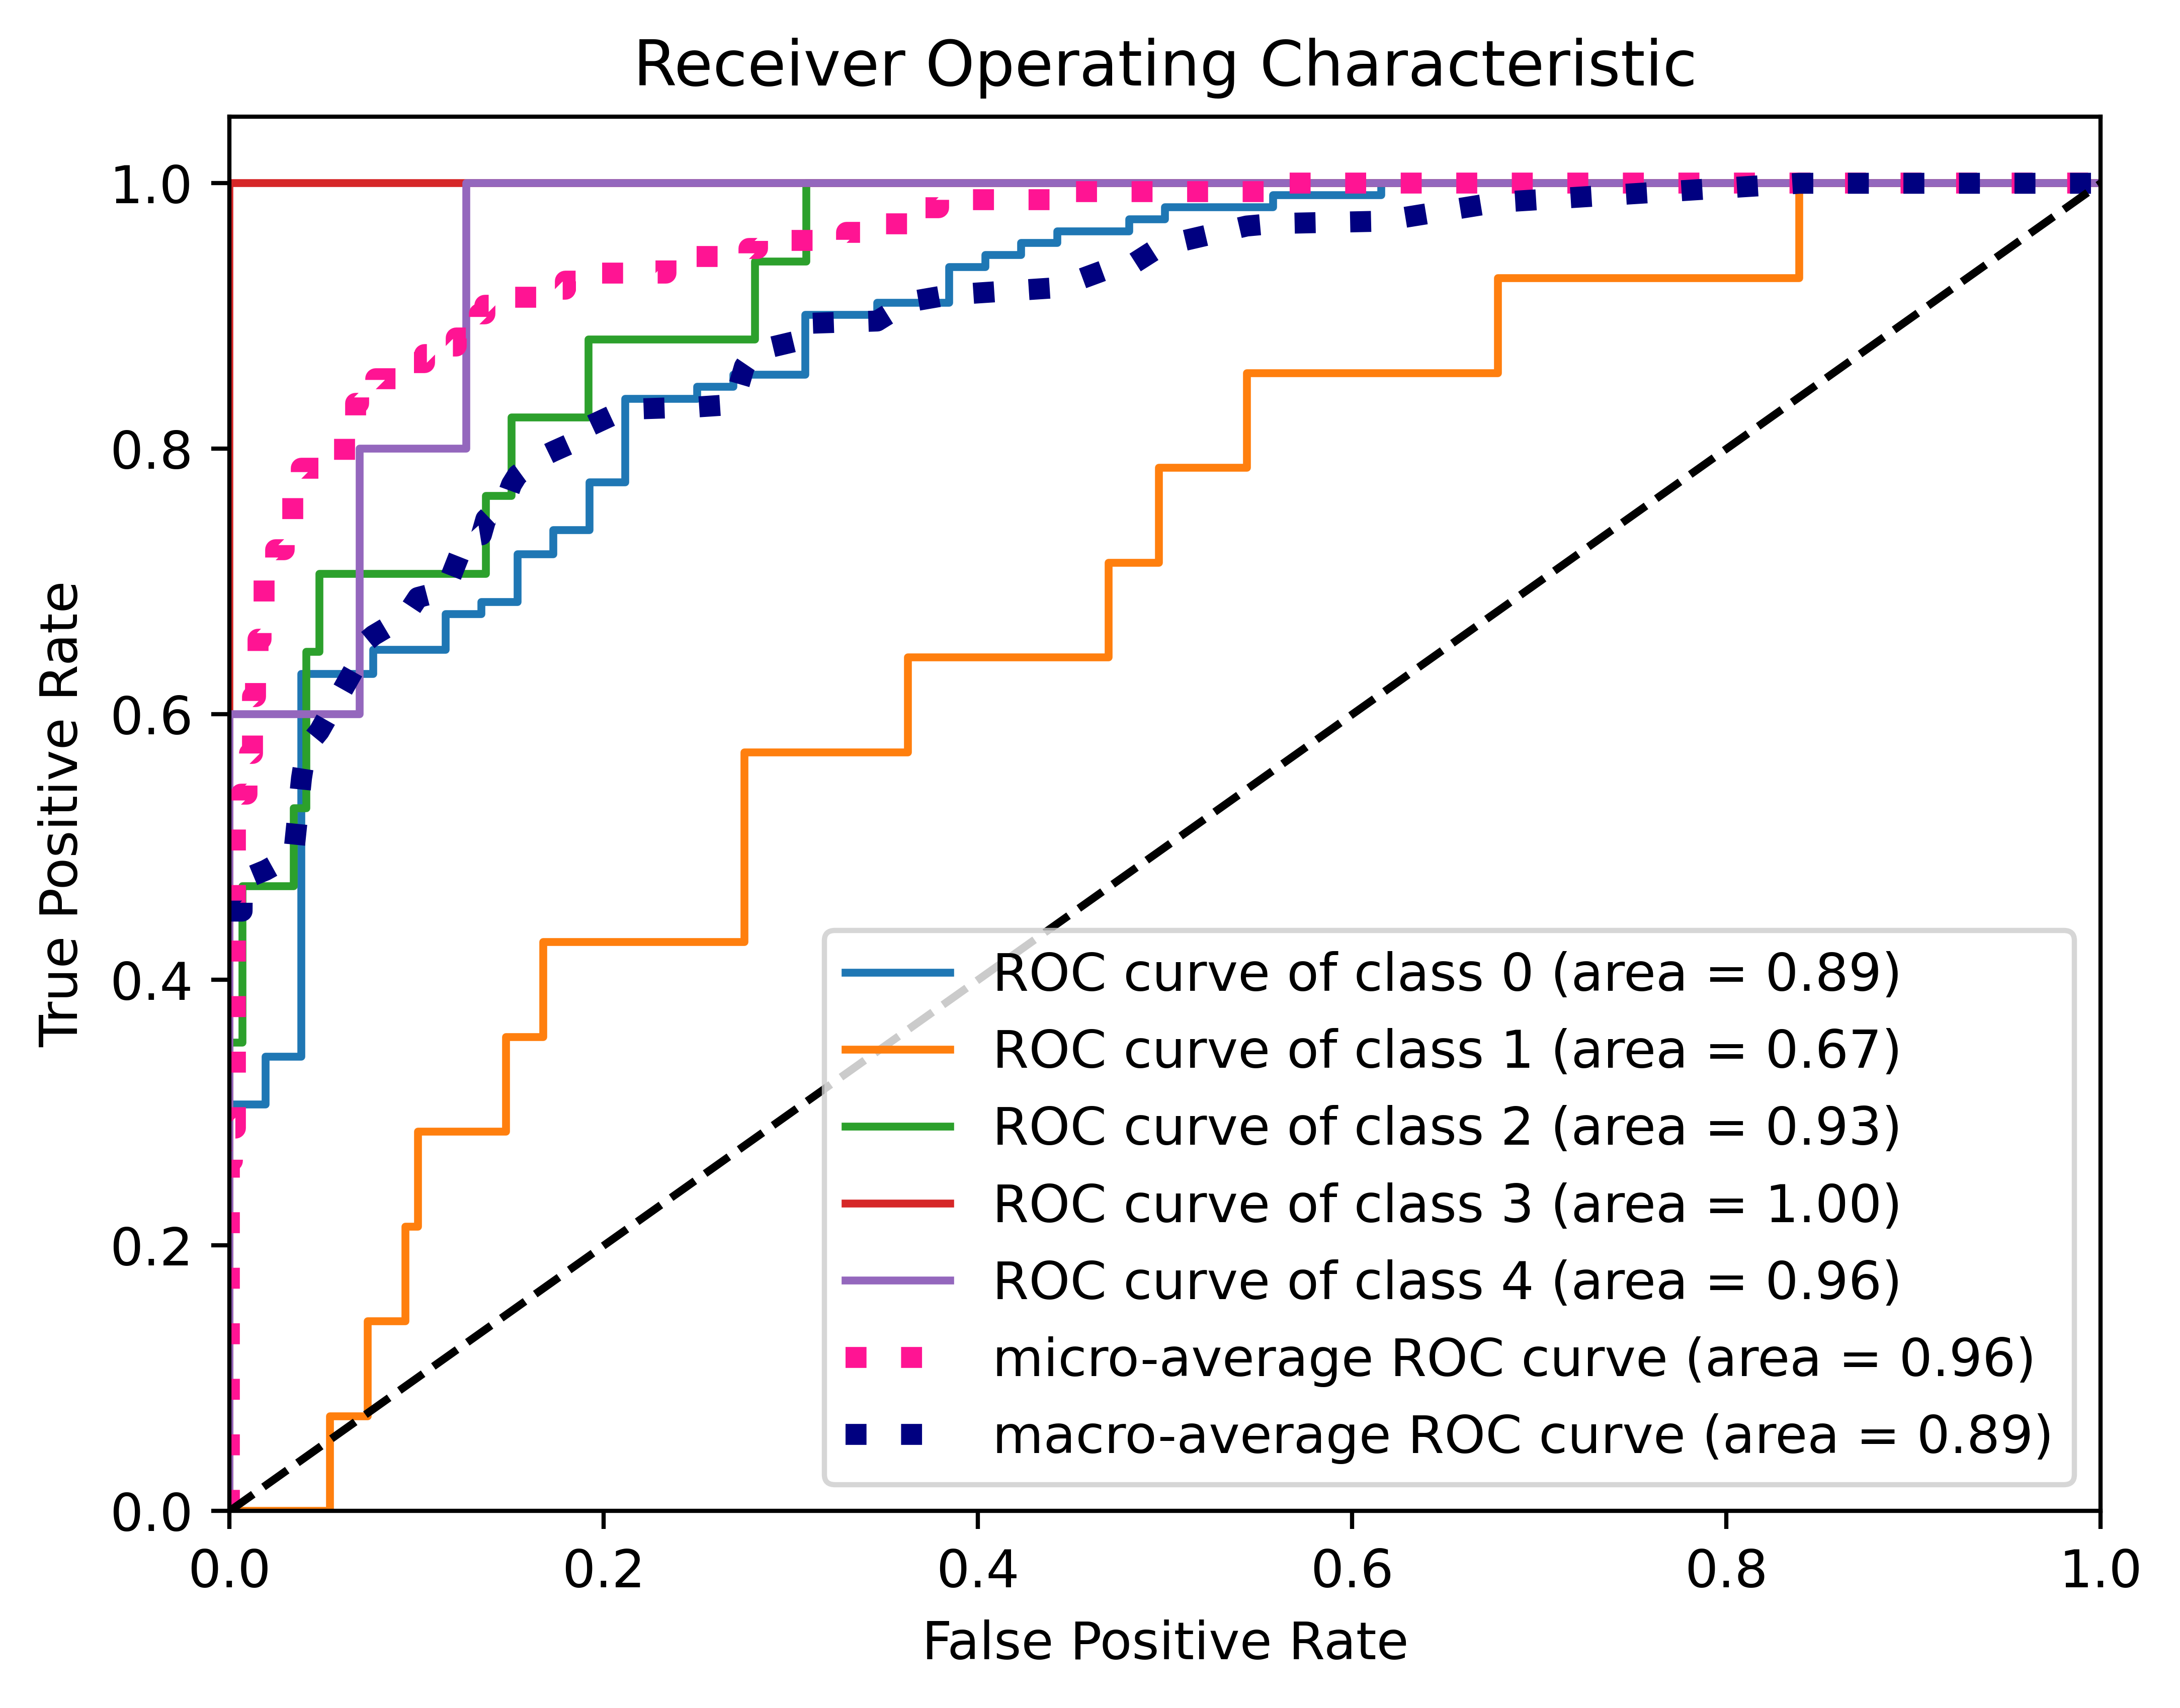 Receiver Operating Characteristic
True Positive Rate
1.0
0.8
0.6
0.4
0.2
0.0
ROC curve of class 0 (area = 0.89)
ROC curve of class 1 (area = 0.67)
ROC curve of class 2 (area = 0.93)
ROC curve of class 3 (area = 1.00)
ROC curve of class 4 (area = 0.96)
micro-average ROC curve (area = 0.96)
macro-average ROC curve (area = 0.89)
0.0 0.2 0.4 0.6 0.8 1.0
False Positive Rate